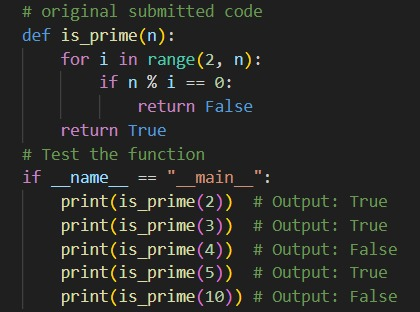 # original submitted code
def is_prime(n):
    for i in range(2, n):
        if n % i == 0:
            return False
    return True
# Test the function
if __name__ == "__main__":
    print(is_prime(2))  # Output: True
    print(is_prime(3))  # Output: True
    print(is_prime(4))  # Output: False
    print(is_prime(5))  # Output: True
    print(is_prime(10)) # Output: False